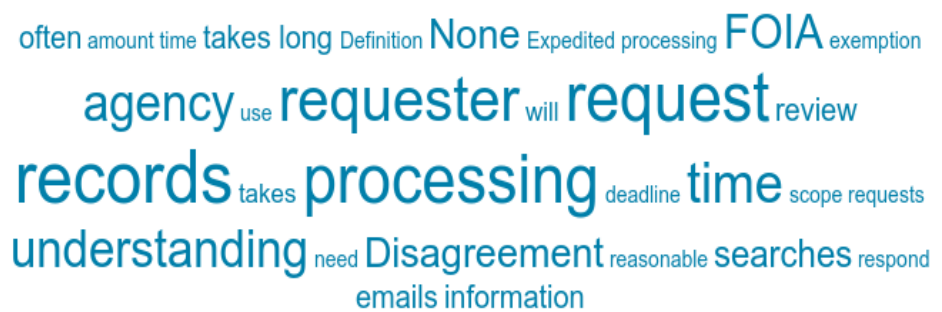 often amount time takes long Definition None Expedited processing FOIA exemption
agency use requester will request review
records takes processing deadline time scope requests
understanding need Disagreement reasonable searches respond
emails information